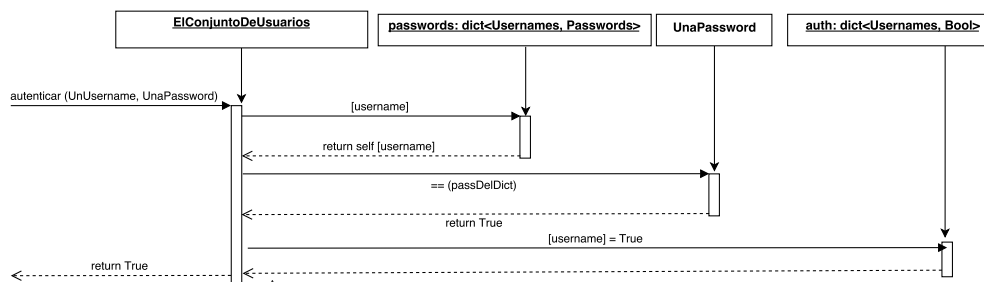 ElConjuntoDeUsuarios
passwords: dict<Usernames, Passwords>
UnaPassword
auth: dict<Usernames, Bool>
autenticar (UnUsername, UnaPassword)
[username]
return self [username]
== (passDelDict)
return True
[username] = True
return True